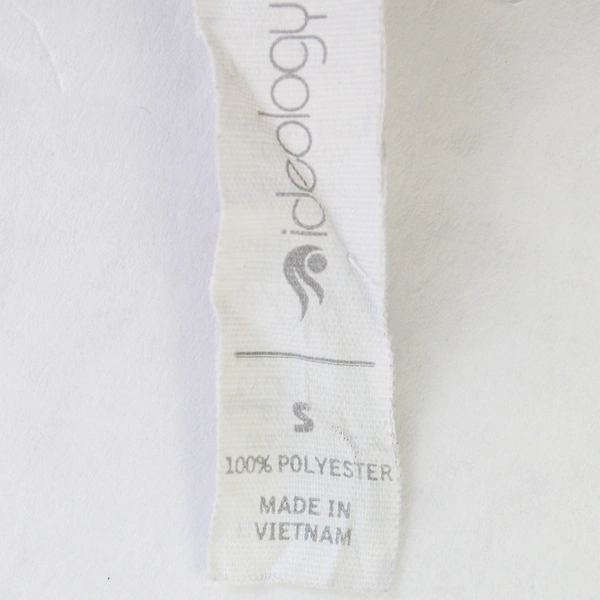 ideology
S
100% POLYESTER
MADE IN
VIETNAM